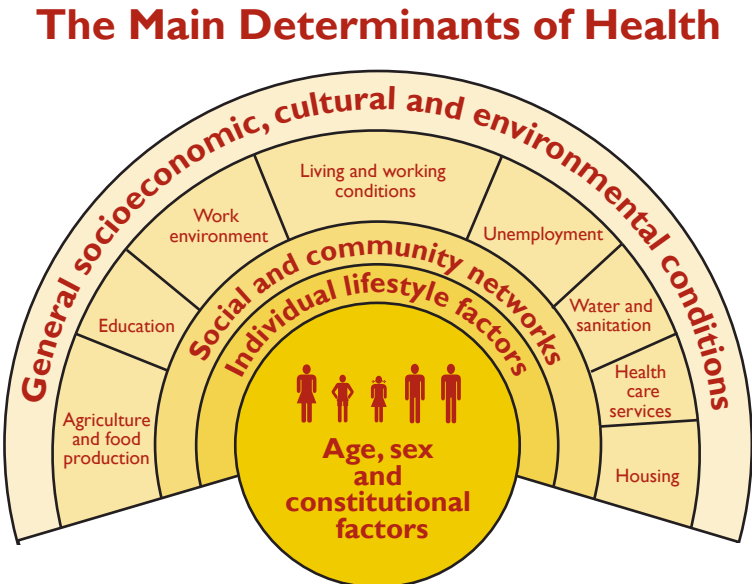 The Main Determinants of Health
General socioeconomic, cultural and environmental conditions
Living and working
conditions
Work
environment
Unemployment
Education
Water and
sanitation
Agriculture
and food
production
Health
care
services
Housing
Social and community networks
Individual lifestyle factors
Age, sex
and
constitutional
factors